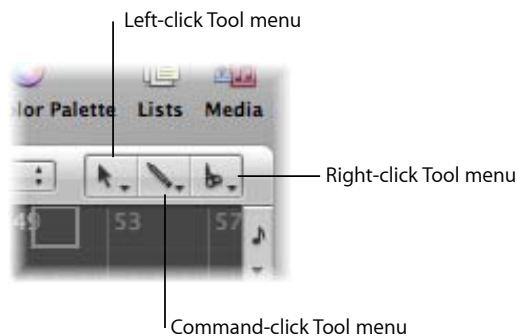 Left-click Tool menu
lor Palette Lists Media
Right-click Tool menu
49 53 57
Command-click Tool menu